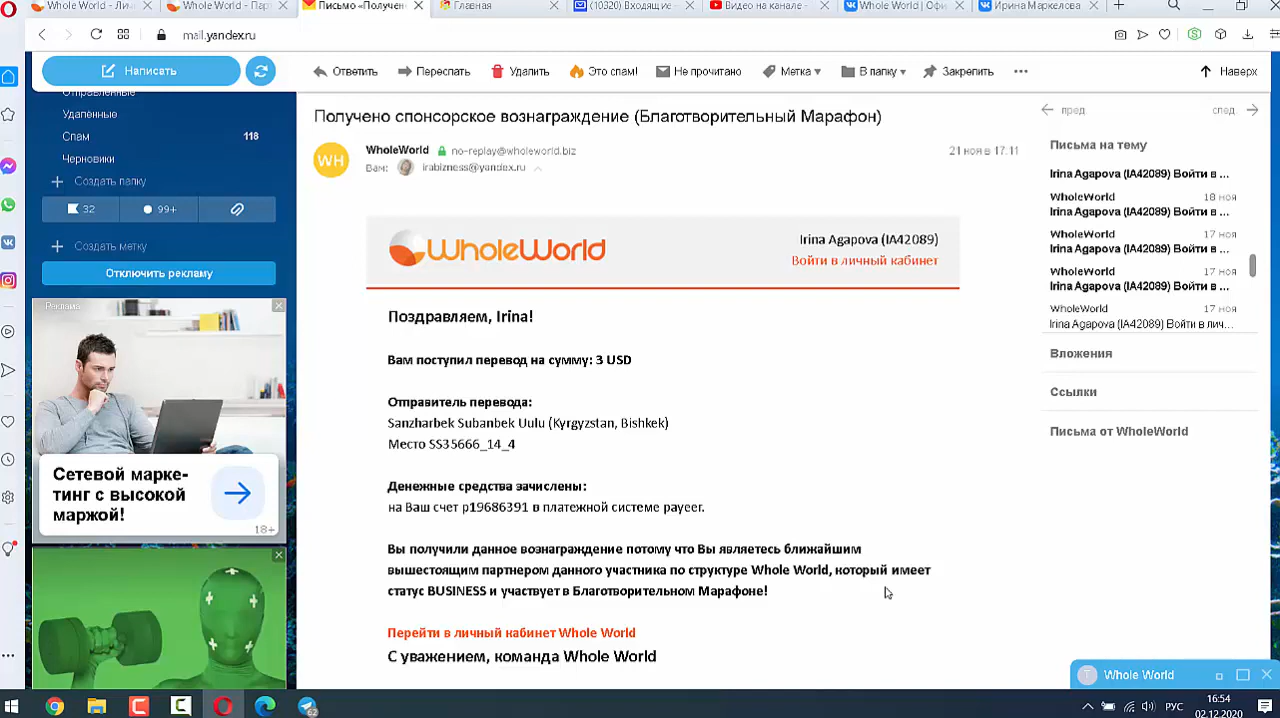 Whole World - Ли
Whole World - Пар
Письмо «Получен
Главная
(10320) Входящие -
Видео на канале -
Whole World | Офи
Ирина Маркелова
mail.yandex.ru
Написать
Ответить
Переслать
Удалить
Это спам!
Не прочитано
Метка
В папку
Закрепить
Наверх
Отправленные
Удалённые
Спам 118
Черновики
Создать папку
32 99+
Создать метку
Отключить рекламу
Реклама
Сетевой марке-
тинг с высокой
маржой!
18+
Получено спонсорское вознаграждение (Благотворительный Марафон)
WH
WholeWorld no-replay@wholeworld.biz
21 ноя в 17:11
Вам: irabizness@yandex.ru
WholeWorld
Irina Agapova (IA42089)
Войти в личный кабинет
Поздравляем, Irina!
Вам поступил перевод на сумму: 3 USD
Отправитель перевода:
Sanzharbek Subanbek Uulu (Kyrgyzstan, Bishkek)
Место SS35666_14_4
Денежные средства зачислены:
на Ваш счет p19686391 в платежной системе payeer.
Вы получили данное вознаграждение потому что Вы являетесь ближайшим
вышестоящим партнером данного участника по структуре Whole World, который имеет
статус BUSINESS и участвует в Благотворительном Марафоне!
Перейти в личный кабинет Whole World
С уважением, команда Whole World
пред. след.
Письма на тему
Irina Agapova (IA42089) Войти в ...
WholeWorld 18 ноя
Irina Agapova (IA42089) Войти в ...
WholeWorld 17 ноя
Irina Agapova (IA42089) Войти в ...
WholeWorld 17 ноя
Irina Agapova (IA42089) Войти в ...
WholeWorld 17 ноя
Irina Agapova (IA42089) Войти в лич...
Вложения
Ссылки
Письма от WholeWorld
T Whole World
62
РУС
16:54
02.12.2020